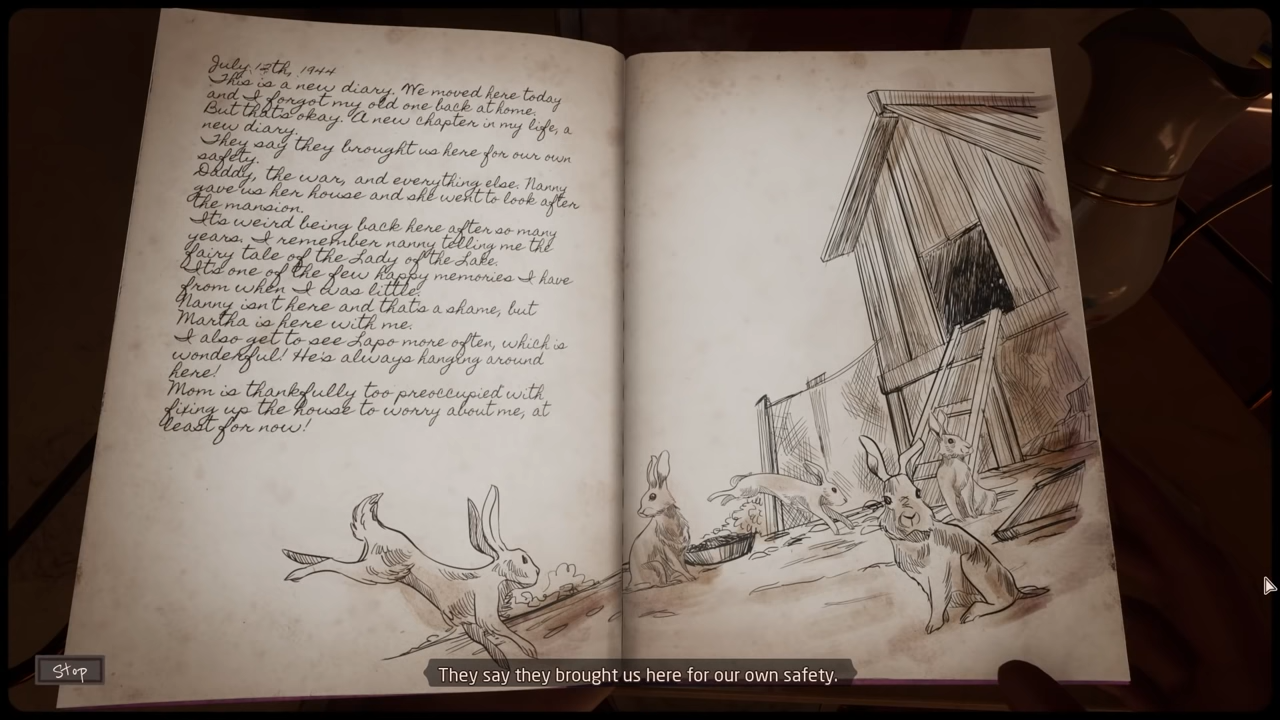 July 12th, 1944
This is a new diary. We moved here today
and I forgot my old one back at home.
But that's okay. A new chapter in my life, a
new diary.
They say they brought us here for our own
safety.
Daddy, the war, and everything else. Nanny
gave us her house and she went to look after
the mansion.
It's weird being back here after so many
years. I remember nanny telling me the
fairy tale of the Lady of the Lake.
It's one of the few happy memories I have
from when I was little.
Nanny isn't here and that's a shame, but
Martha is here with me.
I also get to see Lapo more often, which is
wonderful! He's always hanging around
here!
Mom is thankfully too preoccupied with
fixing up the house to worry about me, at
least for now!
Stop
They say they brought us here for our own safety.